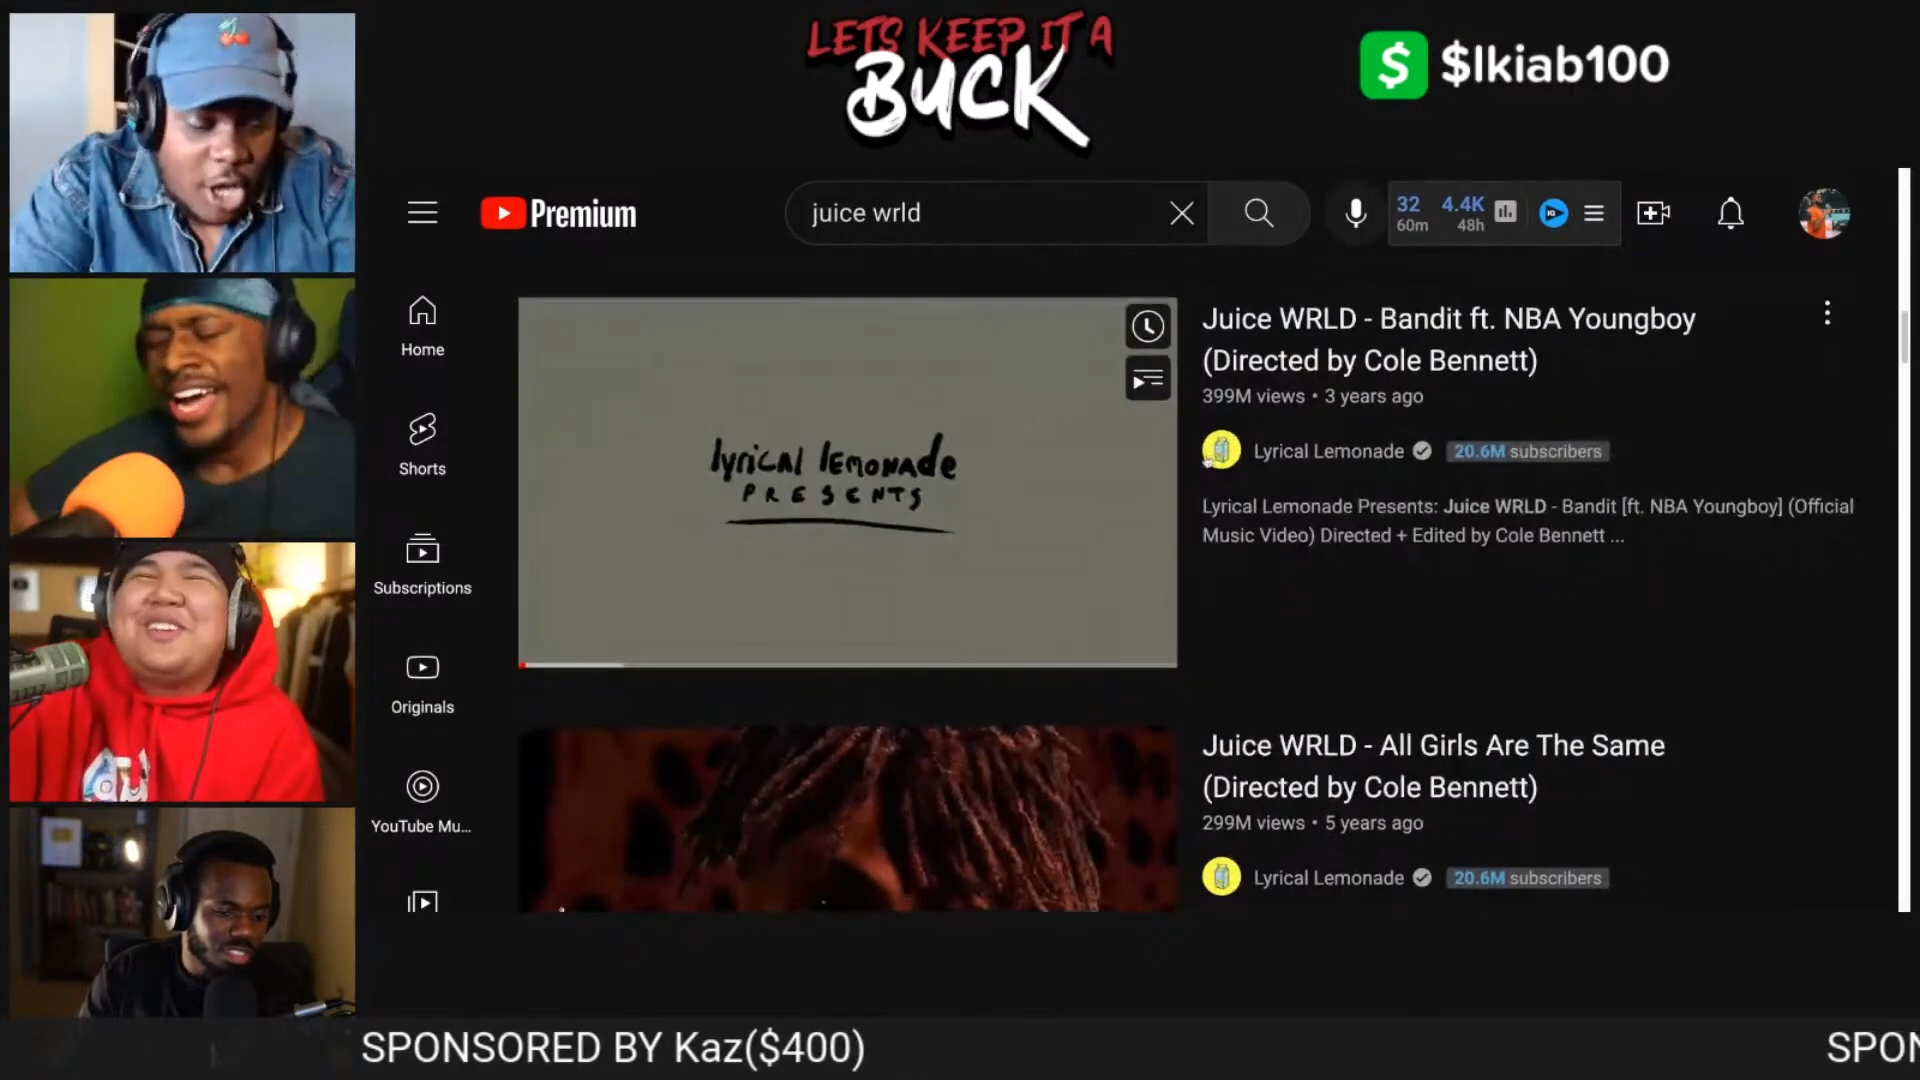 LETS KEEP IT A
BUCK
$lkiab100
Premium
juice wrld
32
60m
4.4K
48h
Home
Shorts
Subscriptions
Originals
YouTube Mu...
lyrical lemonade
PRESENTS
Juice WRLD - Bandit ft. NBA Youngboy
(Directed by Cole Bennett)
399M views • 3 years ago
Lyrical Lemonade
20.6M subscribers
Lyrical Lemonade Presents: Juice WRLD - Bandit [ft. NBA Youngboy] (Official
Music Video) Directed + Edited by Cole Bennett ...
Juice WRLD - All Girls Are The Same
(Directed by Cole Bennett)
299M views • 5 years ago
Lyrical Lemonade
20.6M subscribers
SPONSORED BY Kaz($400)
SPON